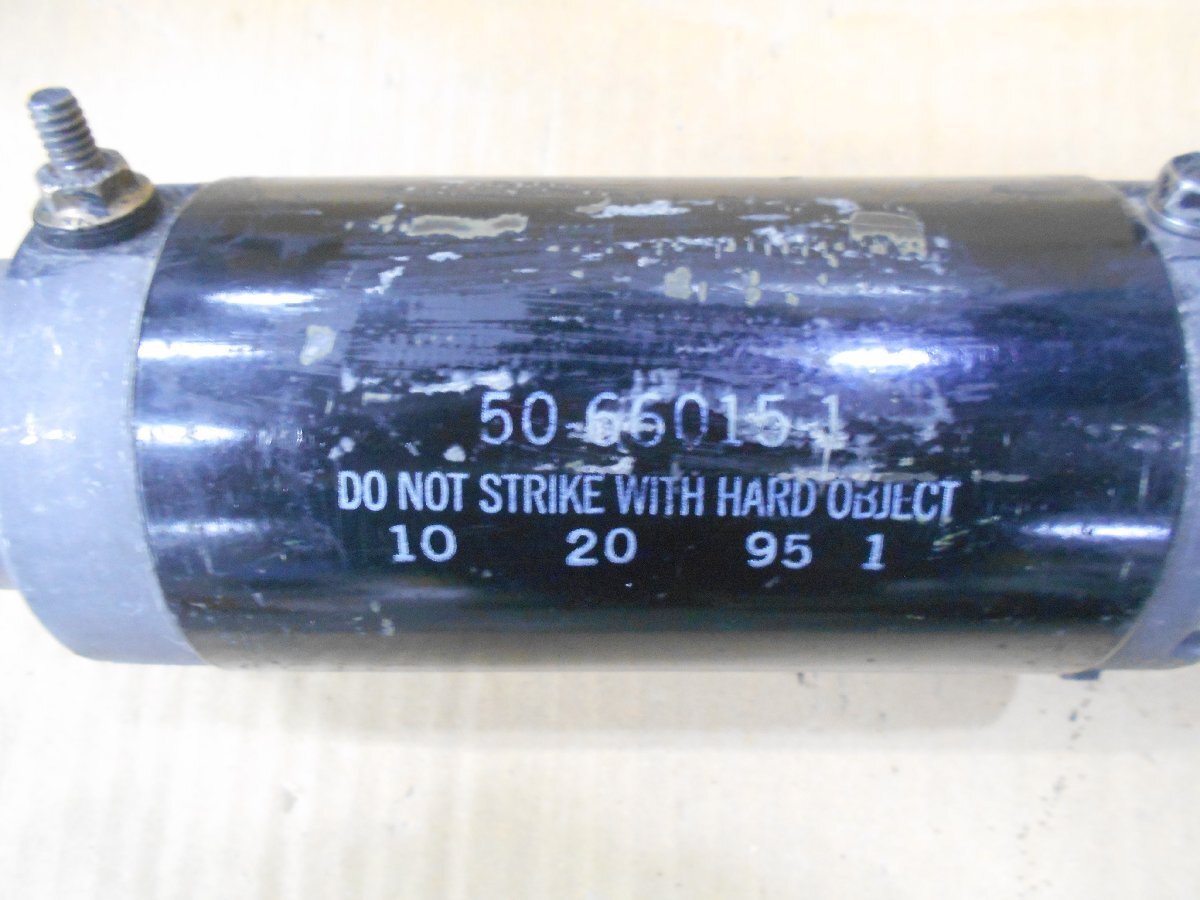 50 66015 1
DO NOT STRIKE WITH HARD OBJECT
10 20 95 1